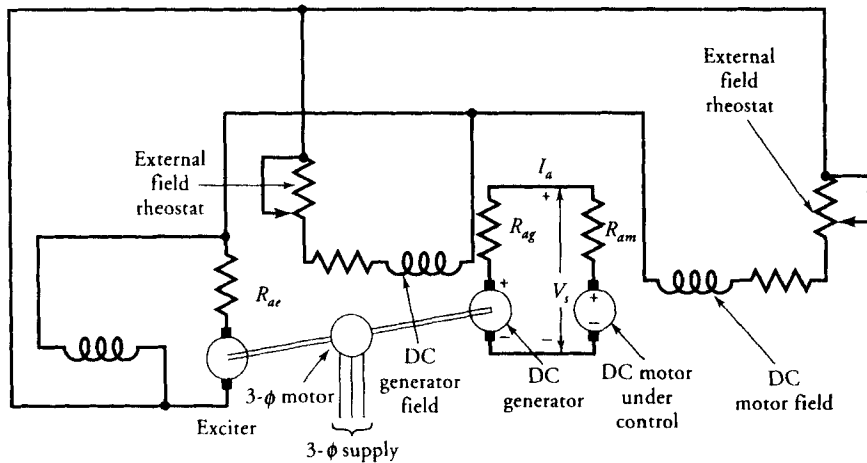 External
field
rheostat
External
field
rheostat
I_a
+
R_ag
R_am
V_s
R_ae
+
+
−
−
−
3-ϕ motor
DC
generator
field
DC
generator
DC motor
under
control
DC
motor field
Exciter
3-ϕ supply